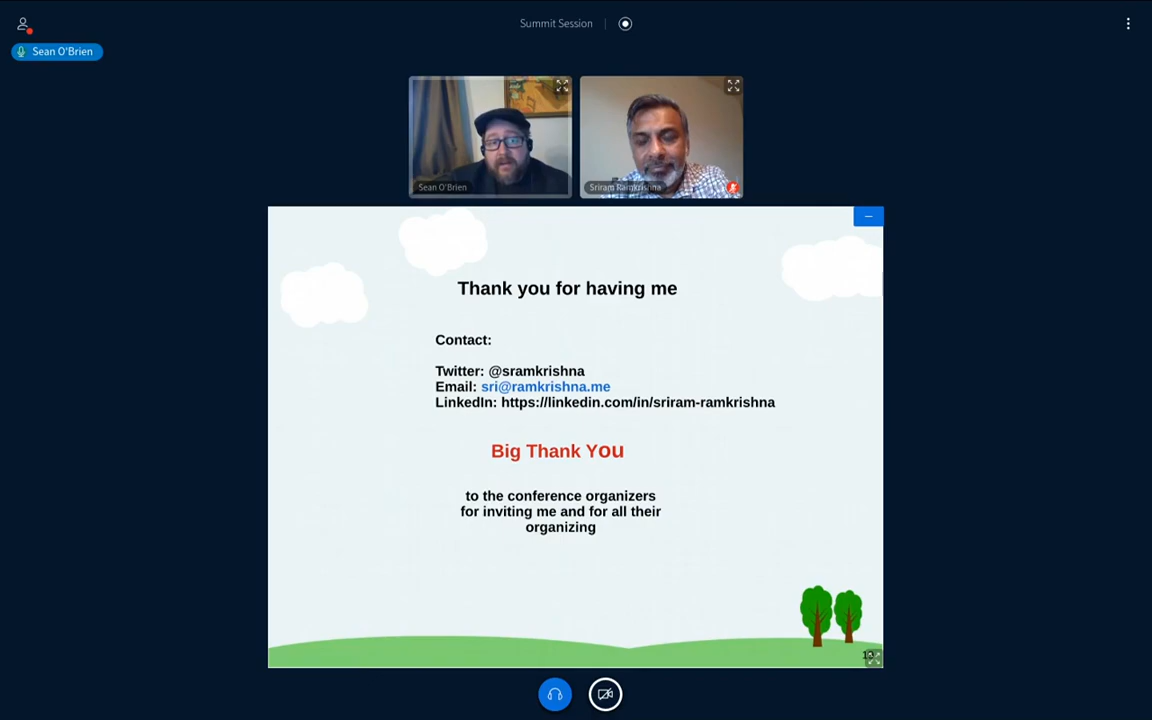 Summit Session
Sean O'Brien
Sean O'Brien
Sriram Ramkrishna
Thank you for having me
Contact:
Twitter: @sramkrishna
Email: sri@ramkrishna.me
LinkedIn: https://linkedin.com/in/sriram-ramkrishna
Big Thank You
to the conference organizers
for inviting me and for all their
organizing